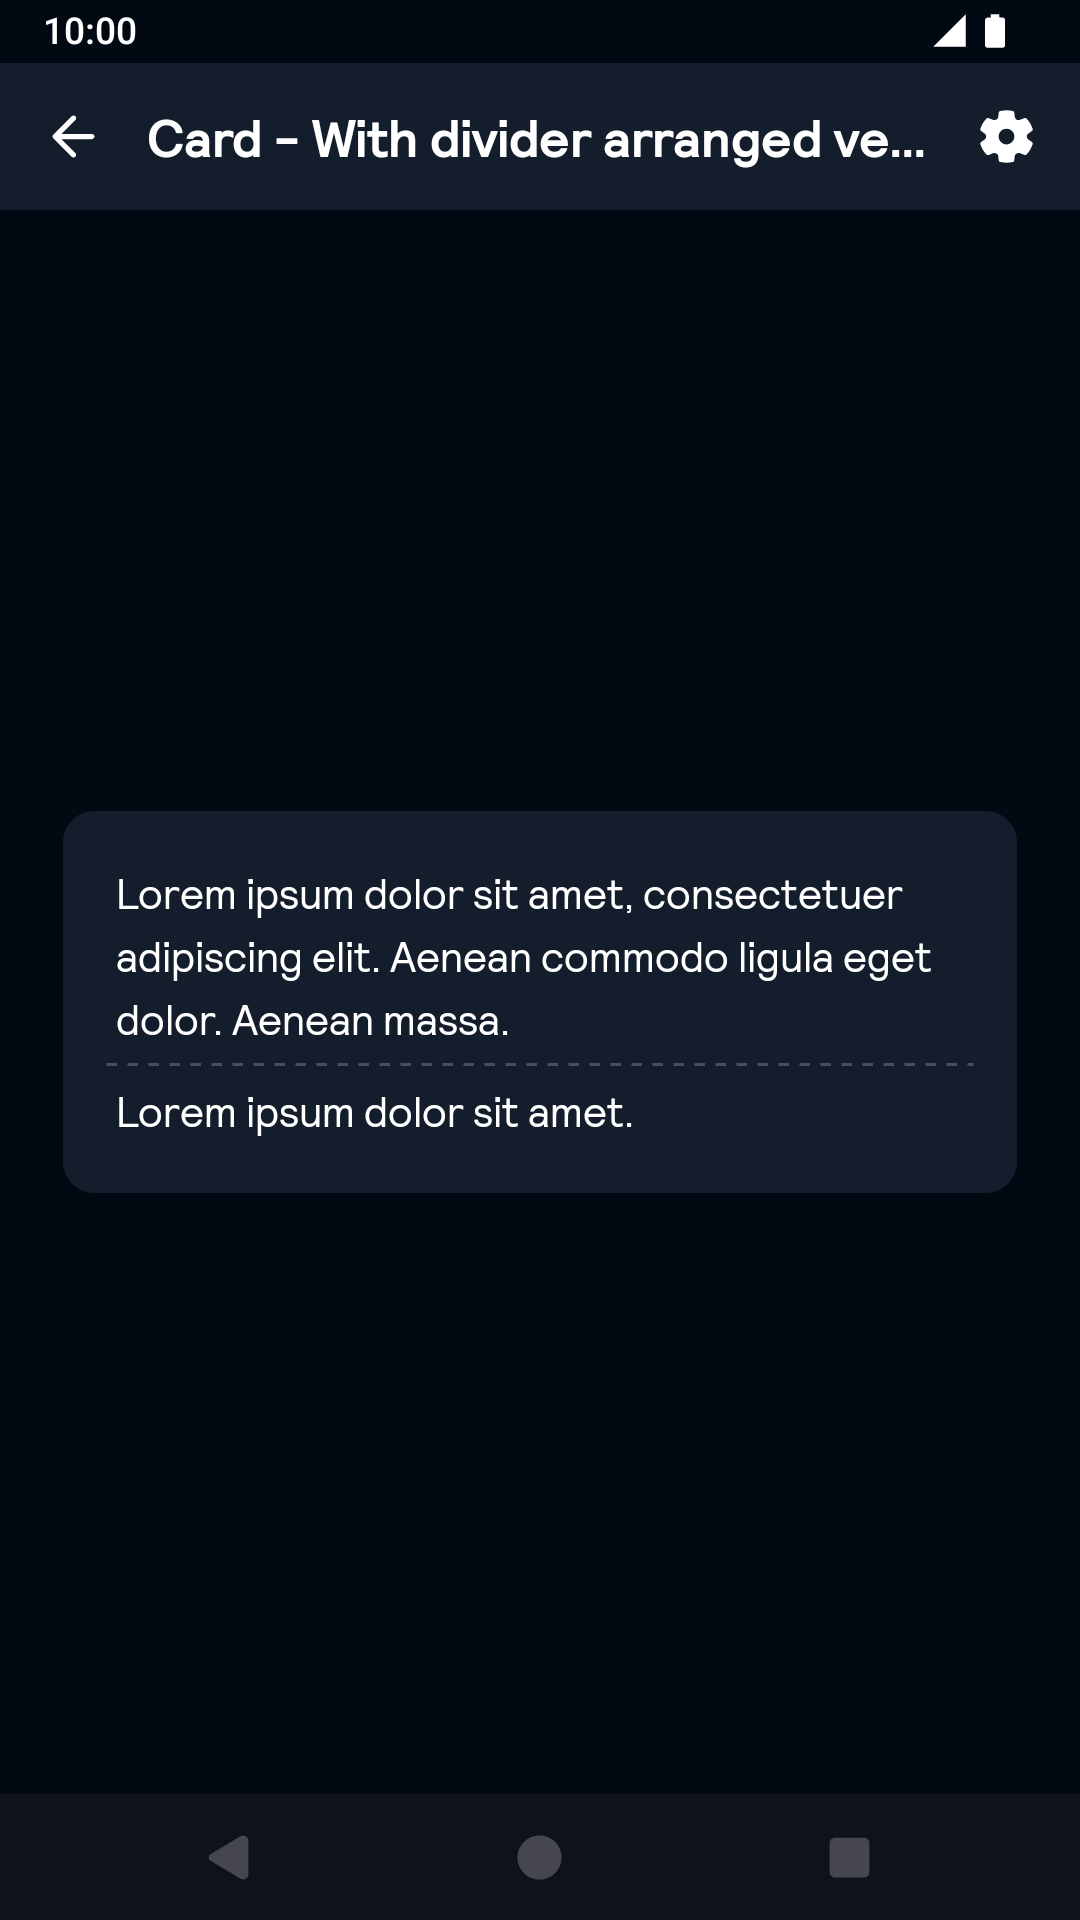 10:00
Card - With divider arranged ve...
Lorem ipsum dolor sit amet, consectetuer
adipiscing elit. Aenean commodo ligula eget
dolor. Aenean massa.
Lorem ipsum dolor sit amet.